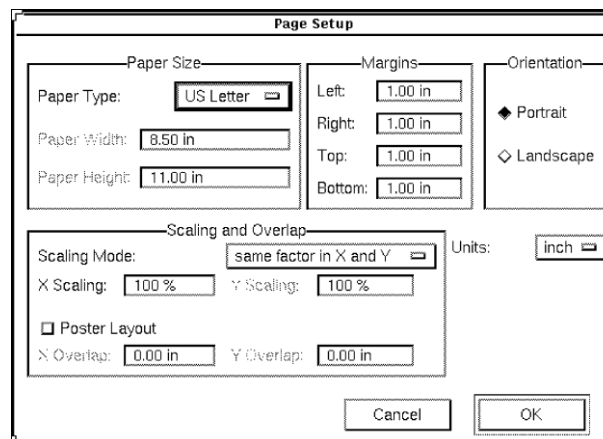 Page Setup
Paper Size
Paper Type: US Letter
Paper Width: 8.50 in
Paper Height: 11.00 in
Margins
Left: 1.00 in
Right: 1.00 in
Top: 1.00 in
Bottom: 1.00 in
Orientation
Portrait
Landscape
Scaling and Overlap
Scaling Mode: same factor in X and Y
X Scaling: 100 % Y Scaling: 100 %
Poster Layout
X Overlap: 0.00 in Y Overlap: 0.00 in
Units: inch
Cancel OK